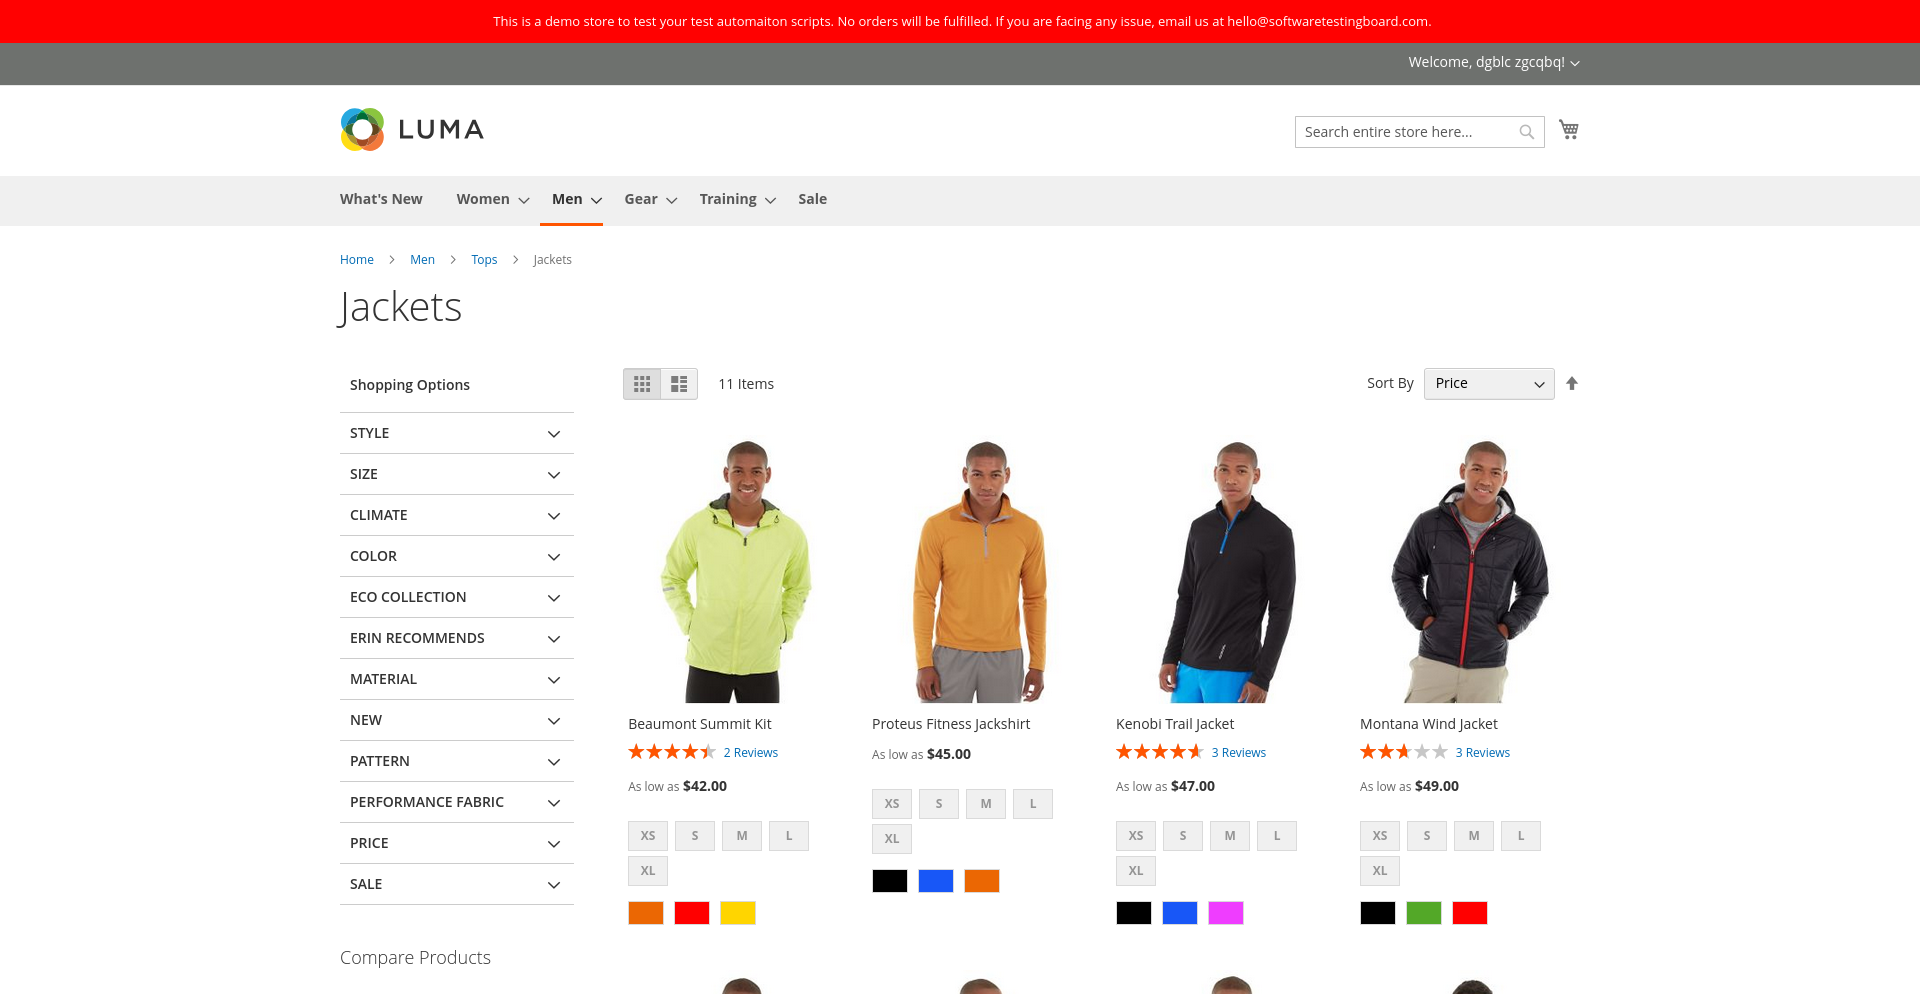 This is a demo store to test your test automaiton scripts. No orders will be fulfilled. If you are facing any issue, email us at hello@softwaretestingboard.com.
Welcome, dgblc zgcqbq!
LUMA
Search entire store here...
What's New Women Men Gear Training Sale
Home Men Tops Jackets
Jackets
Shopping Options
STYLE
SIZE
CLIMATE
COLOR
ECO COLLECTION
ERIN RECOMMENDS
MATERIAL
NEW
PATTERN
PERFORMANCE FABRIC
PRICE
SALE
Compare Products
11 Items
Sort By Price
Beaumont Summit Kit
2 Reviews
As low as $42.00
XS S M L
XL
Proteus Fitness Jackshirt
As low as $45.00
XS S M L
XL
Kenobi Trail Jacket
3 Reviews
As low as $47.00
XS S M L
XL
Montana Wind Jacket
3 Reviews
As low as $49.00
XS S M L
XL